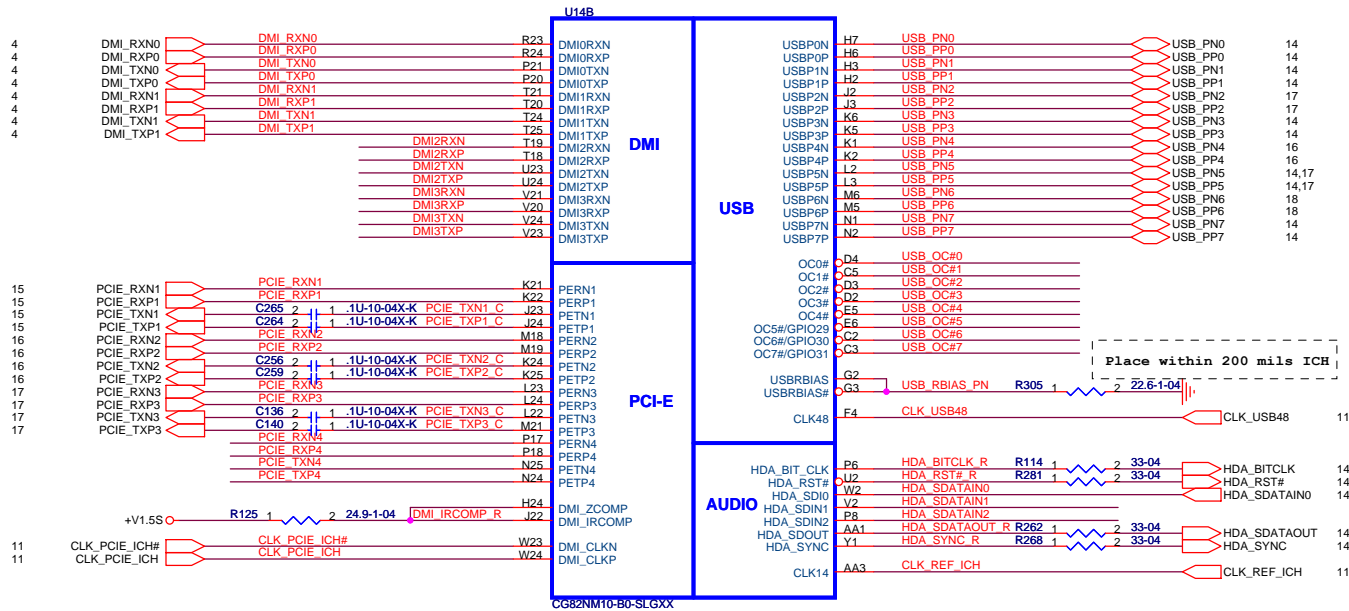 U14B
4 DMI_RXN0 DMI_RXN0 R23 DMI0RXN
4 DMI_RXP0 DMI_RXP0 R24 DMI0RXP
4 DMI_TXN0 DMI_TXN0 P21 DMI0TXN
4 DMI_TXP0 DMI_TXP0 P20 DMI0TXP
4 DMI_RXN1 DMI_RXN1 T21 DMI1RXN
4 DMI_RXP1 DMI_RXP1 T20 DMI1RXP
4 DMI_TXN1 DMI_TXN1 T24 DMI1TXN
4 DMI_TXP1 DMI_TXP1 T25 DMI1TXP
DMI2RXN T19 DMI2RXN
DMI2RXP T18 DMI2RXP
DMI2TXN U23 DMI2TXN
DMI2TXP U24 DMI2TXP
DMI3RXN V21 DMI3RXN
DMI3RXP V20 DMI3RXP
DMI3TXN V24 DMI3TXN
DMI3TXP V23 DMI3TXP
DMI
15 PCIE_RXN1 PCIE_RXN1 K21 PERN1
15 PCIE_RXP1 PCIE_RXP1 K22 PERP1
15 PCIE_TXN1 C265 2 1 .1U-10-04X-K PCIE_TXN1_C J23 PETN1
15 PCIE_TXP1 C264 2 1 .1U-10-04X-K PCIE_TXP1_C J24 PETP1
16 PCIE_RXN2 PCIE_RXN2 M18 PERN2
16 PCIE_RXP2 PCIE_RXP2 M19 PERP2
16 PCIE_TXN2 C256 2 1 .1U-10-04X-K PCIE_TXN2_C K24 PETN2
16 PCIE_TXP2 C259 2 1 .1U-10-04X-K PCIE_TXP2_C K25 PETP2
17 PCIE_RXN3 PCIE_RXN3 L23 PERN3
17 PCIE_RXP3 PCIE_RXP3 L24 PERP3
17 PCIE_TXN3 C136 2 1 .1U-10-04X-K PCIE_TXN3_C L22 PETN3
17 PCIE_TXP3 C140 2 1 .1U-10-04X-K PCIE_TXP3_C M21 PETP3
PCIE_RXN4 P17 PERN4
PCIE_RXP4 P18 PERP4
PCIE_TXN4 N25 PETN4
PCIE_TXP4 N24 PETP4
PCI-E
H24 DMI_ZCOMP
+V1.5S R125 1 2 24.9-1-04 DMI_IRCOMP_R J22 DMI_IRCOMP
11 CLK_PCIE_ICH# CLK_PCIE_ICH# W23 DMI_CLKN
11 CLK_PCIE_ICH CLK_PCIE_ICH W24 DMI_CLKP
USBP0N H7 USB_PN0 USB_PN0 14
USBP0P H6 USB_PP0 USB_PP0 14
USBP1N H3 USB_PN1 USB_PN1 14
USBP1P H2 USB_PP1 USB_PP1 14
USBP2N J2 USB_PN2 USB_PN2 17
USBP2P J3 USB_PP2 USB_PP2 17
USBP3N K6 USB_PN3 USB_PN3 14
USBP3P K5 USB_PP3 USB_PP3 14
USBP4N K1 USB_PN4 USB_PN4 16
USBP4P K2 USB_PP4 USB_PP4 16
USBP5N L2 USB_PN5 USB_PN5 14,17
USBP5P L3 USB_PP5 USB_PP5 14,17
USBP6N M6 USB_PN6 USB_PN6 18
USBP6P M5 USB_PP6 USB_PP6 18
USBP7N N1 USB_PN7 USB_PN7 14
USBP7P N2 USB_PP7 USB_PP7 14
USB
OC0# D4 USB_OC#0
OC1# C5 USB_OC#1
OC2# D3 USB_OC#2
OC3# D2 USB_OC#3
OC4# E5 USB_OC#4
OC5#/GPIO29 E6 USB_OC#5
OC6#/GPIO30 C2 USB_OC#6
OC7#/GPIO31 C3 USB_OC#7
Place within 200 mils ICH
USBRBIAS G2
USBRBIAS# G3 USB_RBIAS_PN R305 1 2 22.6-1-04
CLK48 F4 CLK_USB48 CLK_USB48 11
HDA_BIT_CLK P6 HDA_BITCLK_R R114 1 2 33-04 HDA_BITCLK 14
HDA_RST# U2 HDA_RST#_R R281 1 2 33-04 HDA_RST# 14
HDA_SDI0 W2 HDA_SDATAIN0 HDA_SDATAIN0 14
HDA_SDIN1 V2 HDA_SDATAIN1
HDA_SDIN2 P8 HDA_SDATAIN2
HDA_SDOUT AA1 HDA_SDATAOUT_R R262 1 2 33-04 HDA_SDATAOUT 14
HDA_SYNC Y1 HDA_SYNC_R R268 1 2 33-04 HDA_SYNC 14
AUDIO
CLK14 AA3 CLK_REF_ICH CLK_REF_ICH 11
CG82NM10-B0-SLGXX